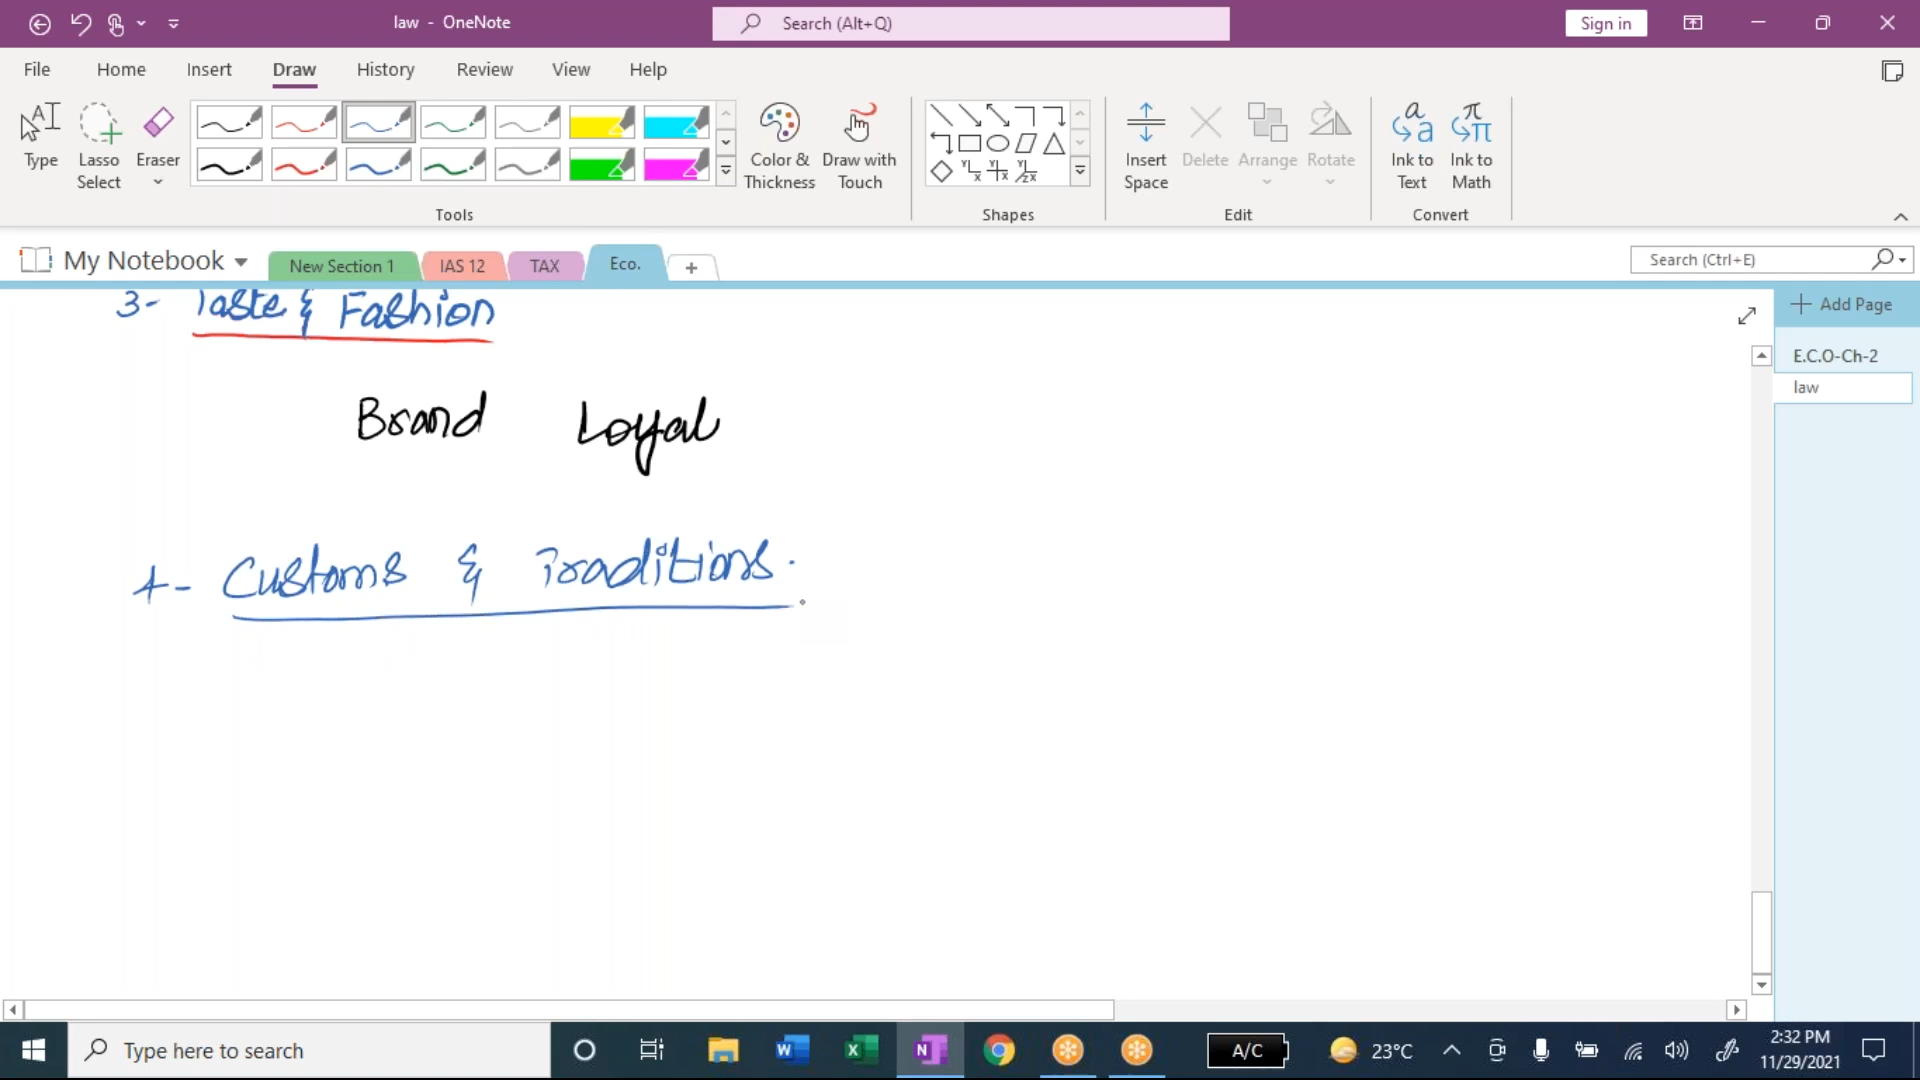 law - OneNote
Search (Alt+Q)
Sign in
File Home Insert Draw History Review View Help
Type
Lasso Select
Eraser
Color & Thickness
Draw with Touch
Insert Space
Delete
Arrange
Rotate
Ink to Text
Ink to Math
Tools Shapes Edit Convert
My Notebook New Section 1 IAS 12 TAX Eco. +
Search (Ctrl+E)
Add Page
E.C.O-Ch-2
law
3- Taste & Fashion
Brand Loyal
4- Customs & Traditions.
Type here to search
A/C
23°C
2:32 PM
11/29/2021